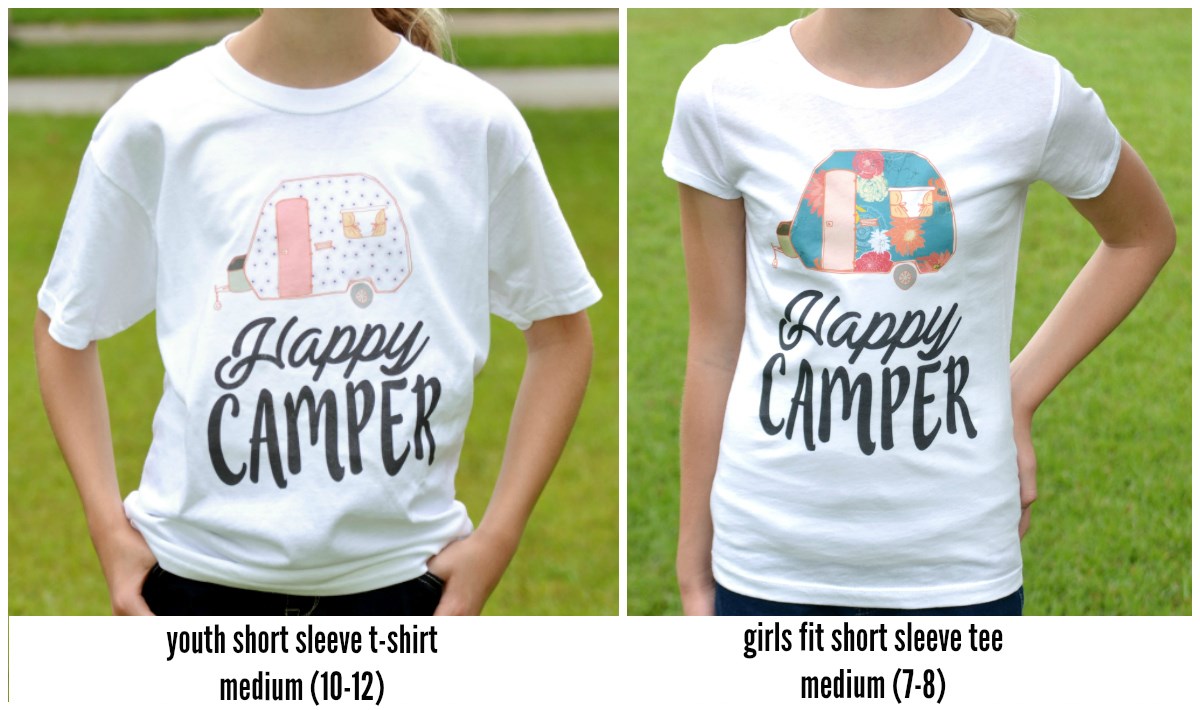 Happy
CAMPER
youth short sleeve t-shirt
medium (10-12)
Happy
CAMPER
girls fit short sleeve tee
medium (7-8)